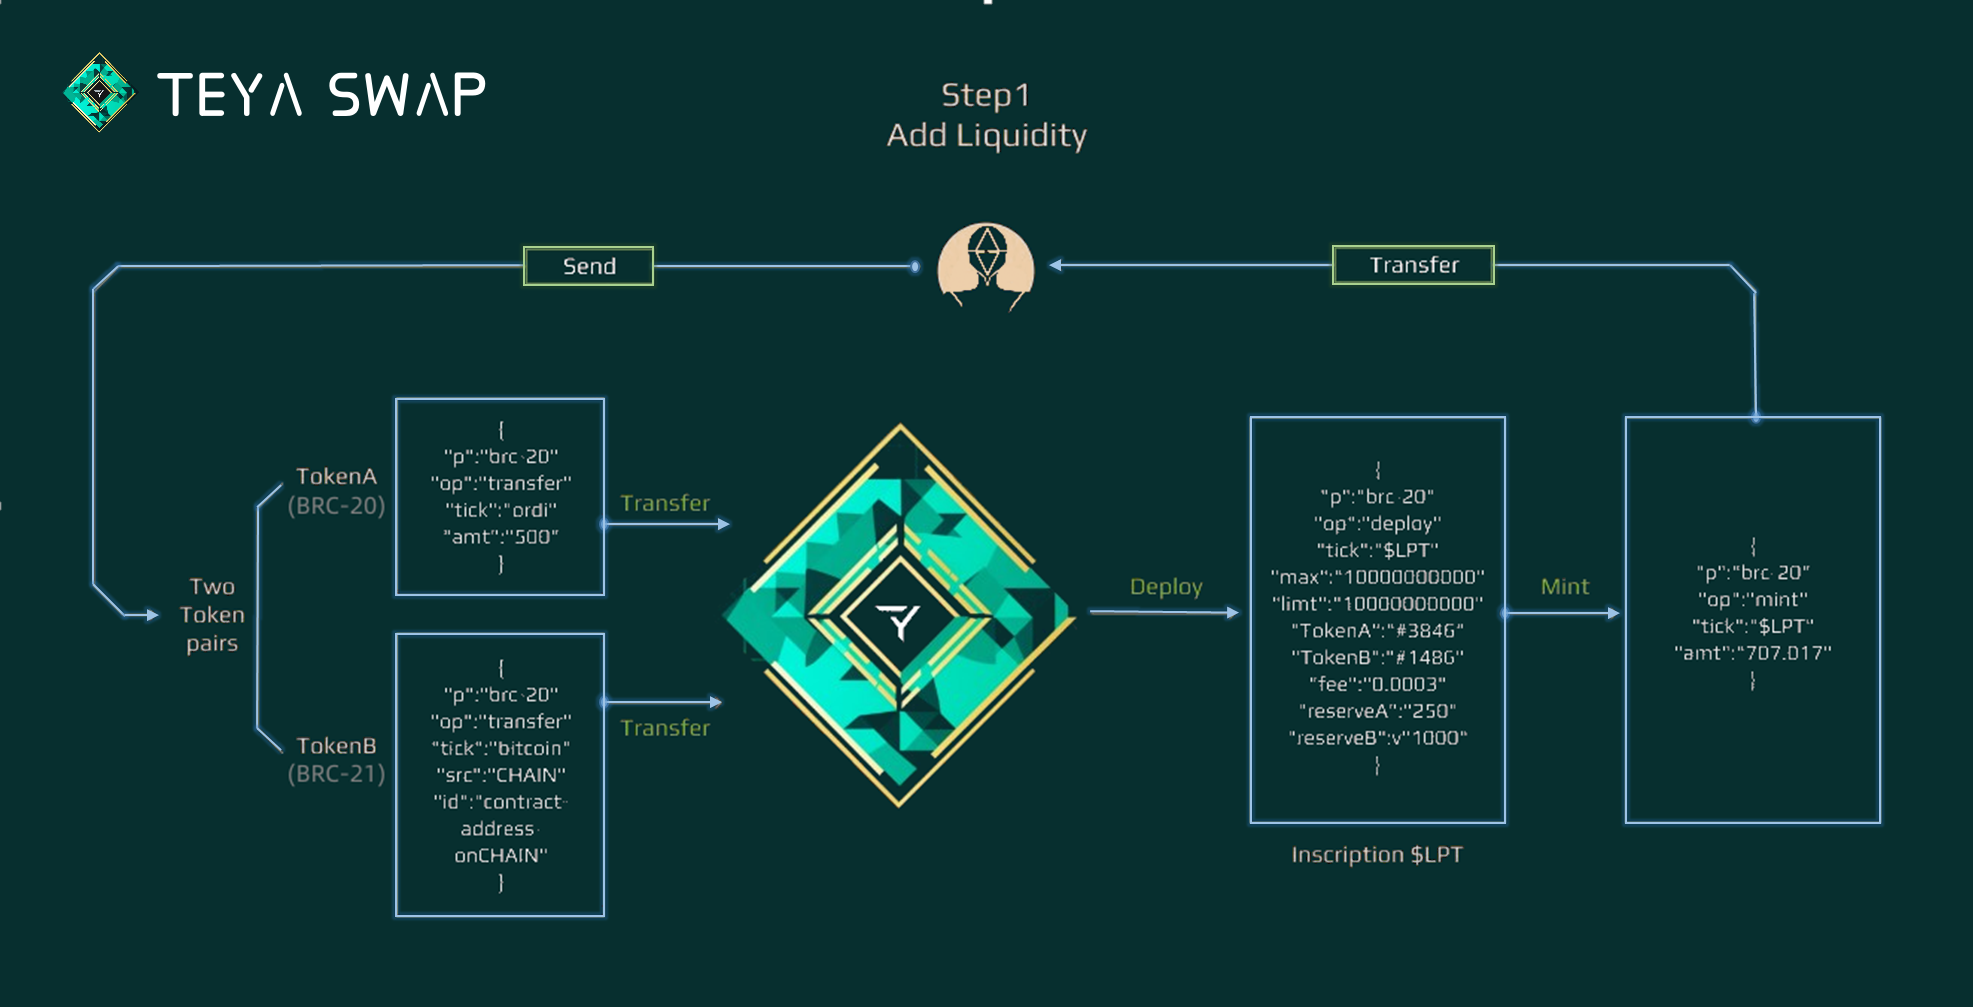 TEYA SWAP
Step1
Add Liquidity
Send
Transfer
Two
Token
pairs
TokenA
(BRC-20)
{
"p":"brc-20"
"op":"transfer"
"tick":"ordi"
"amt":"500"
}
Transfer
TokenB
(BRC-21)
{
"p":"brc-20"
"op":"transfer"
"tick":"bitcoin"
"src":"CHAIN"
"id":"contract-
address-
onCHAIN"
}
Transfer
Deploy
{
"p":"brc-20"
"op":"deploy"
"tick":"$LPT"
"max":"10000000000"
"limt":"10000000000"
"TokenA":"#3846"
"TokenB":"#1486"
"fee":"0.0003"
"reserveA":"250"
"reserveB":v"1000"
}
Inscription $LPT
Mint
{
"p":"brc-20"
"op":"mint"
"tick":"$LPT"
"amt":"707.017"
}